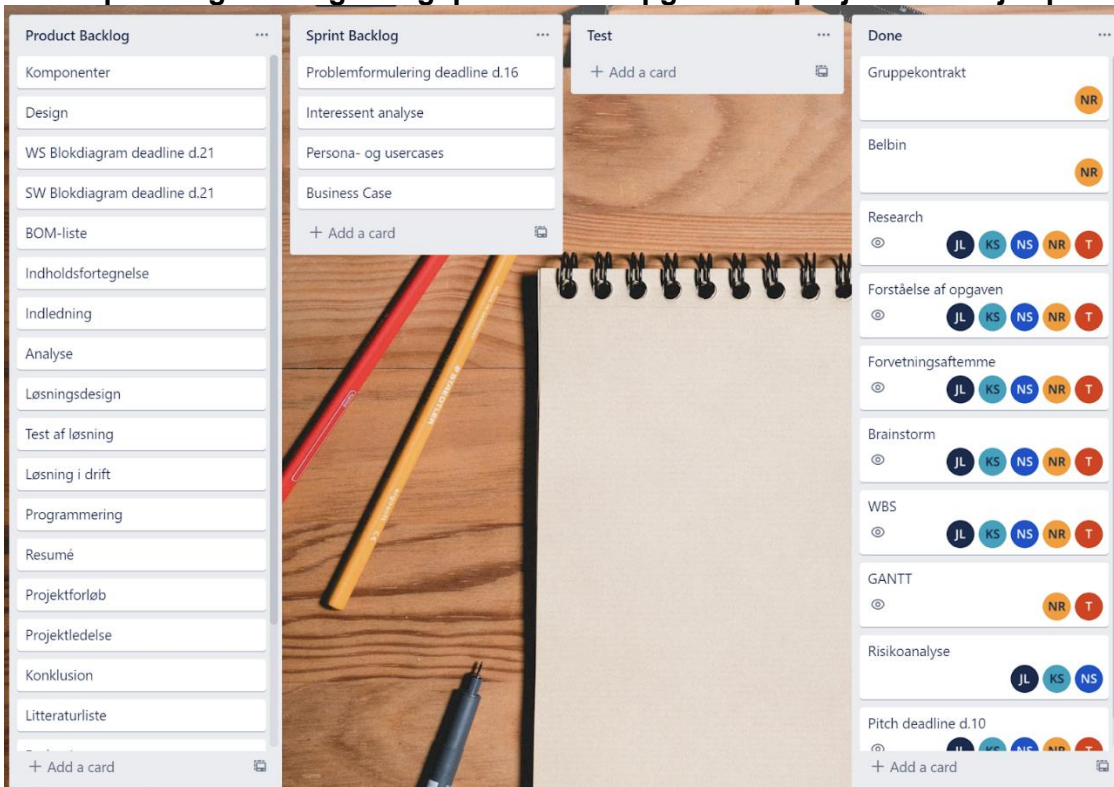 Product Backlog
Komponenter
Design
WS Blokdiagram deadline d.21
SW Blokdiagram deadline d.21
BOM-liste
Indholdsfortegnelse
Indledning
Analyse
Løsningsdesign
Test af løsning
Løsning i drift
Programmering
Resumé
Projektforløb
Projektledelse
Konklusion
Litteraturliste
+ Add a card
Sprint Backlog
Problemformulering deadline d.16
Interessent analyse
Persona- og usercases
Business Case
+ Add a card
Test
+ Add a card
Done
Gruppekontrakt
NR
Belbin
NR
Research
JL KS NS NR T
Forståelse af opgaven
JL KS NS NR T
Forvetningsaftemme
JL KS NS NR T
Brainstorm
JL KS NS NR T
WBS
JL KS NS NR T
GANTT
NR T
Risikoanalyse
JL KS NS
Pitch deadline d.10
+ Add a card
STAEDTLER